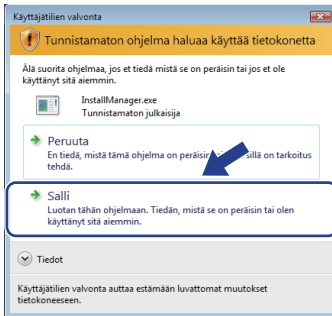 Käyttäjätilien valvonta
Tunnistamaton ohjelma haluaa käyttää tietokonetta
Älä suorita ohjelmaa, jos et tiedä mistä se on peräisin tai jos et ole
käyttänyt sitä aiemmin.
InstallManager.exe
Tunnistamaton julkaisija
Peruuta
En tiedä, mistä tämä ohjelma on peräisin sillä on tarkoitus
tehdä.
Salli
Luotan tähän ohjelmaan. Tiedän, mistä se on peräisin tai olen
käyttänyt sitä aiemmin.
Tiedot
Käyttäjätilien valvonta auttaa estämään luvattomat muutokset
tietokoneeseen.